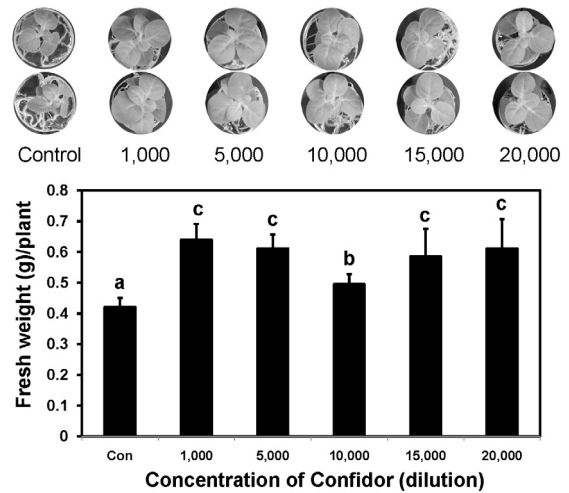 Control 1,000 5,000 10,000 15,000 20,000
Fresh weight (g)/plant
0.8
0.7
0.6
0.5
0.4
0.3
0.2
0.1
0
a c c b c c
Con 1,000 5,000 10,000 15,000 20,000
Concentration of Confidor (dilution)